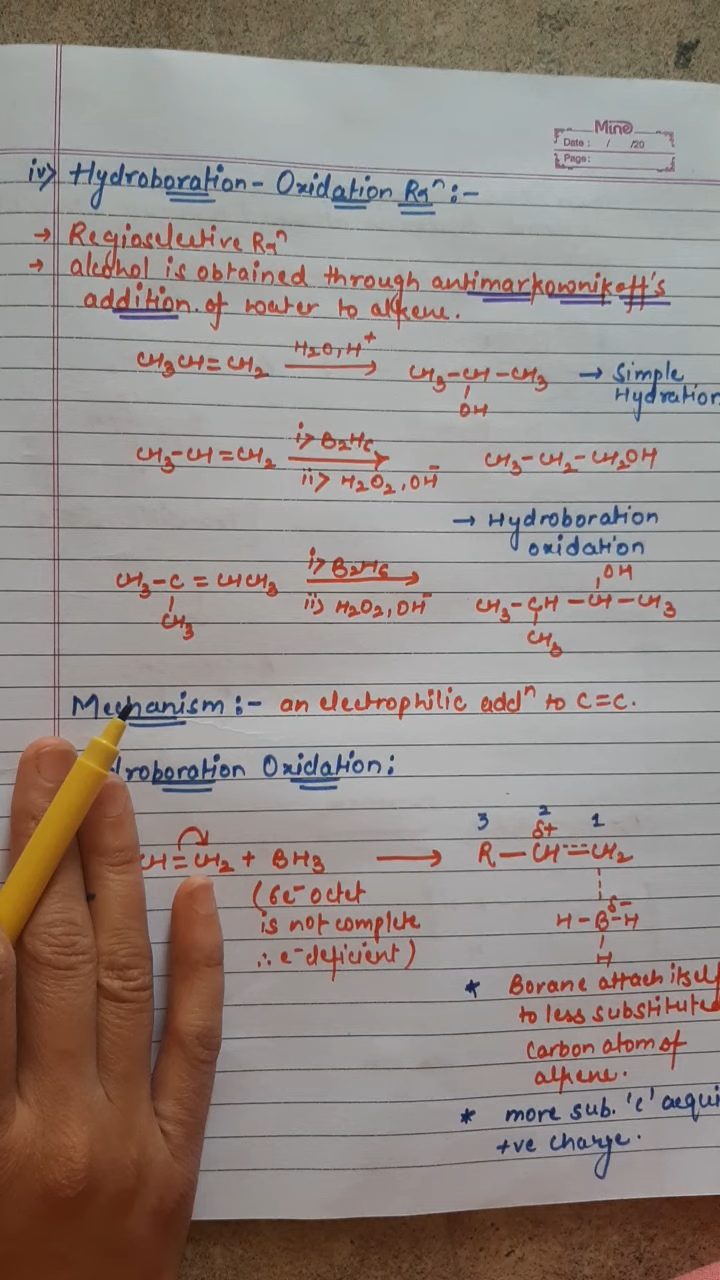 Mine
Date : / /20
Page:
iv> Hydroboration - Oxidation Rxⁿ :-
→ Regioselective Rxⁿ
→ alcohol is obtained through antimarkownikoff's
addition of water to alkene.
CH₃CH=CH₂ H₂O, H⁺ → CH₃-CH-CH₃ → Simple
OH Hydration
CH₃-CH=CH₂ i> B₂H₆ ii> H₂O₂, OH⁻ → CH₃-CH₂-CH₂OH
→ Hydroboration
oxidation
CH₃-C=CHCH₃ i> B₂H₆ ii> H₂O₂, OH⁻ → CH₃-CH-CH-CH₃
OH
CH₃ CH₃
Mechanism :- an electrophilic addⁿ to C=C.
droboration Oxidation:
3 2 1
δ+
CH=CH₂ + BH₃ → R-CH=CH₂
(6e⁻ octet
is not complete
∴ e⁻deficient)
δ-
H-B-H
H
* Borane attach itself
to less substitute
carbon atom of
alkene.
* more sub. 'c' acqui
+ve charge.